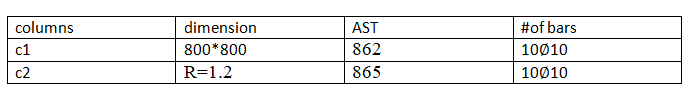 columns dimension AST #of bars
c1 800*800 862 10Ø10
c2 R=1.2 865 10Ø10